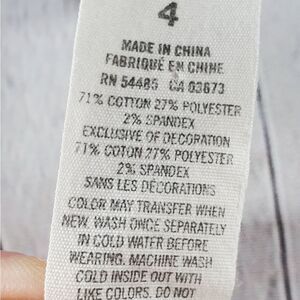 4
MADE IN CHINA
FABRIQUÉ EN CHINE
RN 54485 CA 03673
71% COTTON 27% POLYESTER
2% SPANDEX
EXCLUSIVE OF DECORATION
71% COTON 27% POLYESTER
2% SPANDEX
SANS LES DÉCORATIONS
COLOR MAY TRANSFER WHEN
NEW. WASH ONCE SEPARATELY
IN COLD WATER BEFORE
WEARING. MACHINE WASH
COLD INSIDE OUT WITH
LIKE COLORS. DO NOT